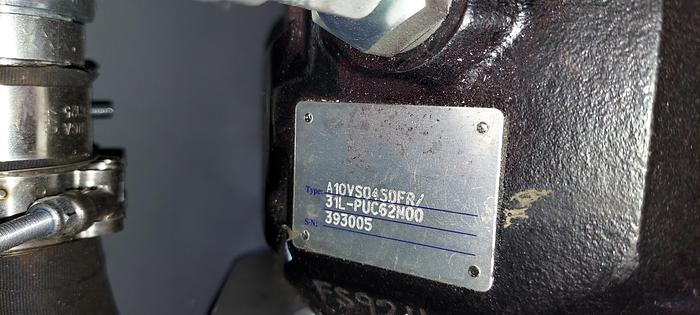 Type: A10VSO45DFR/
31L-PUC62N00
S-N: 393005